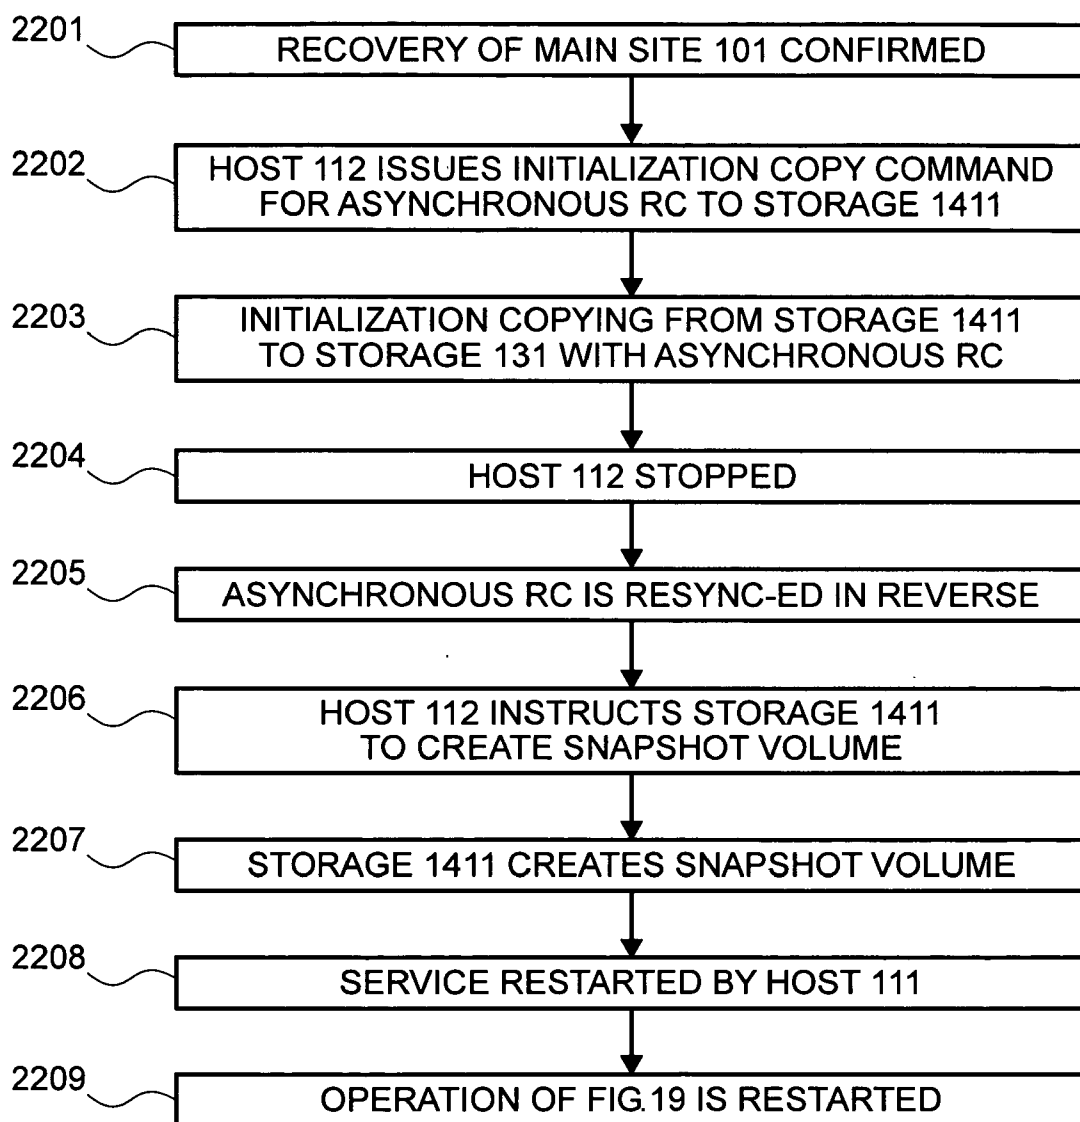 2201
RECOVERY OF MAIN SITE 101 CONFIRMED
2202
HOST 112 ISSUES INITIALIZATION COPY COMMAND
FOR ASYNCHRONOUS RC TO STORAGE 1411
2203
INITIALIZATION COPYING FROM STORAGE 1411
TO STORAGE 131 WITH ASYNCHRONOUS RC
2204
HOST 112 STOPPED
2205
ASYNCHRONOUS RC IS RESYNC-ED IN REVERSE
2206
HOST 112 INSTRUCTS STORAGE 1411
TO CREATE SNAPSHOT VOLUME
2207
STORAGE 1411 CREATES SNAPSHOT VOLUME
2208
SERVICE RESTARTED BY HOST 111
2209
OPERATION OF FIG.19 IS RESTARTED